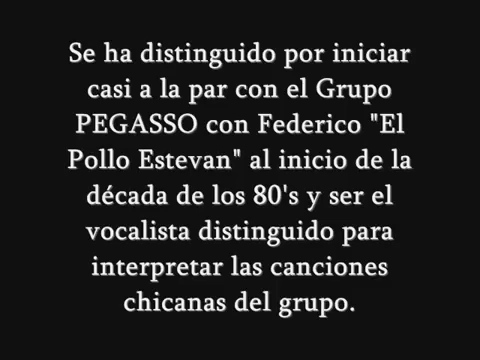 Se ha distinguido por iniciar
casi a la par con el Grupo
PEGASSO con Federico "El
Pollo Estevan" al inicio de la
década de los 80's y ser el
vocalista distinguido para
interpretar las canciones
chicanas del grupo.